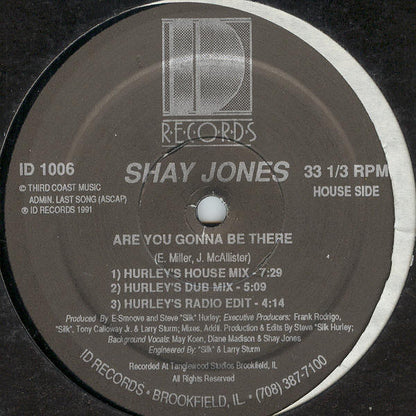 ID
RECORDS
ID 1006
SHAY JONES
33 1/3 RPM
HOUSE SIDE
© THIRD COAST MUSIC
ADMIN. LAST SONG (ASCAP)
℗ ID RECORDS 1991
ARE YOU GONNA BE THERE
(E. Miller, J. McAllister)
1) HURLEY'S HOUSE MIX - 7:29
2) HURLEY'S DUB MIX - 5:09
3) HURLEY'S RADIO EDIT - 4:14
Produced By E-Smoove and Steve "Silk" Hurley; Executive Producers: Frank Rodrigo,
"Silk", Tony Calloway Jr. & Larry Sturm; Mixes, Addl. Production & Edits By Steve "Silk" Hurley;
Background Vocals: May Koen, Diane Madison & Shay Jones
Engineered By: "Silk" & Larry Sturm
Recorded At Tanglewood Studios Brookfield, IL
All Rights Reserved
ID RECORDS • BROOKFIELD, IL • (708) 387-7100